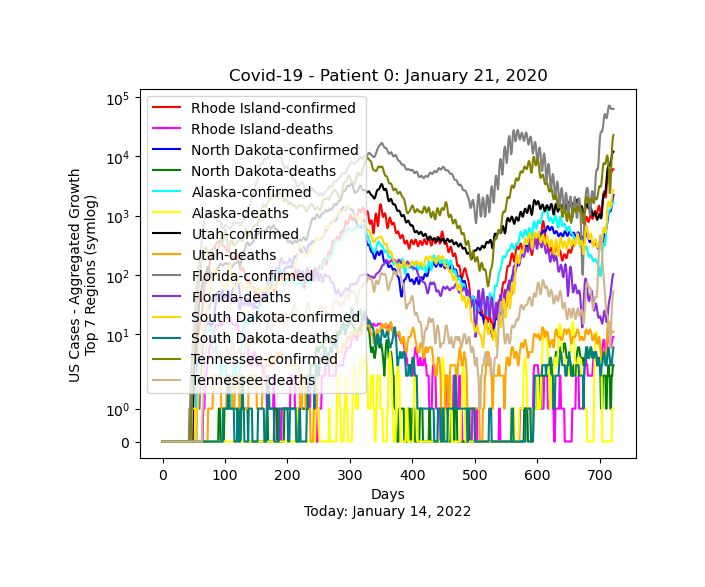 Covid-19 - Patient 0: January 21, 2020
US Cases - Aggregated Growth
Top 7 Regions (symlog)
10^5
10^4
10^3
10^2
10^1
10^0
0
Rhode Island-confirmed
Rhode Island-deaths
North Dakota-confirmed
North Dakota-deaths
Alaska-confirmed
Alaska-deaths
Utah-confirmed
Utah-deaths
Florida-confirmed
Florida-deaths
South Dakota-confirmed
South Dakota-deaths
Tennessee-confirmed
Tennessee-deaths
0 100 200 300 400 500 600 700
Days
Today: January 14, 2022